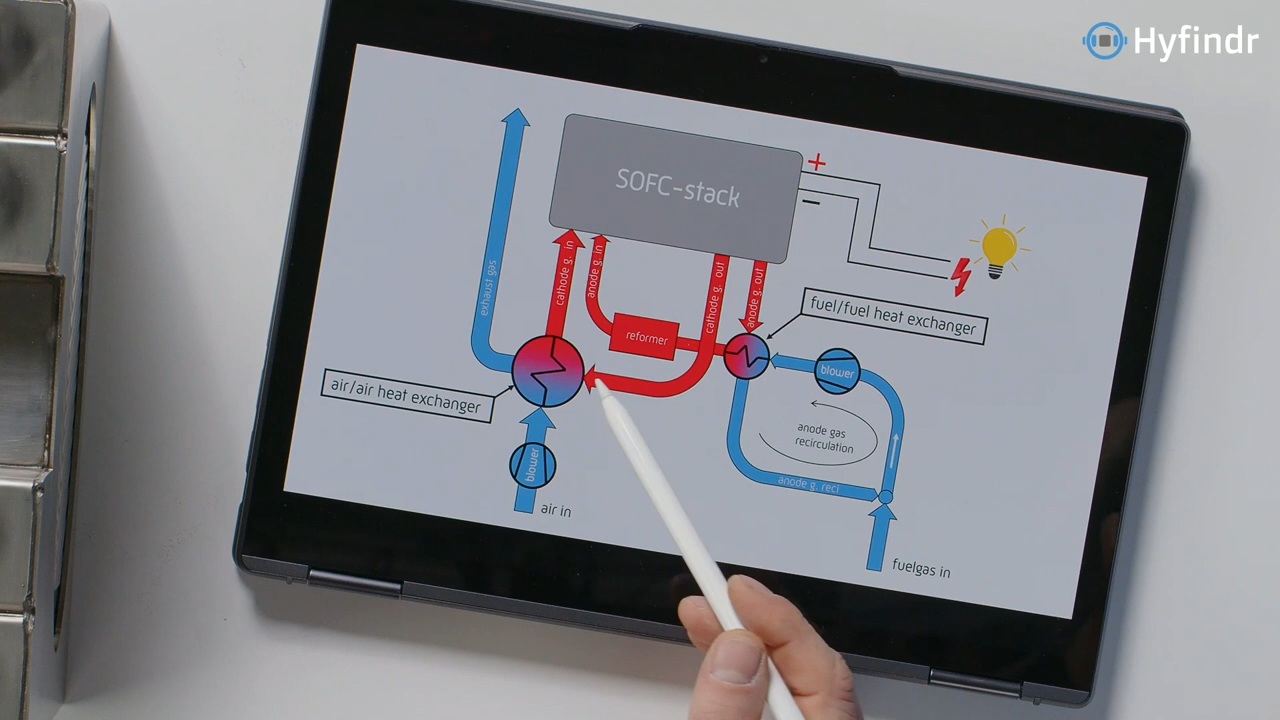 Hyfindr
SOFC-stack
+
−
exhaust gas
cathode g. in
anode g. in
cathode g. out
anode g. out
fuel/fuel heat exchanger
reformer
blower
air/air heat exchanger
anode gas
recirculation
blower
anode g. reci
air in
fuelgas in